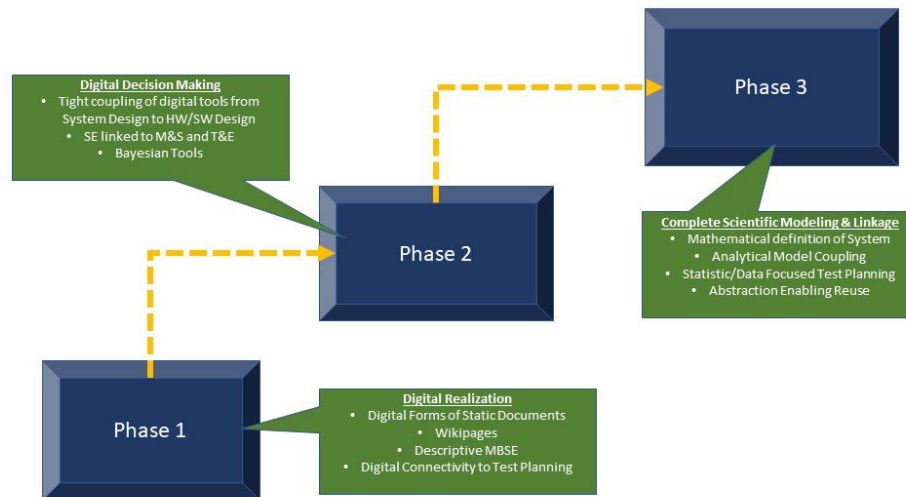 Digital Decision Making
• Tight coupling of digital tools from
System Design to HW/SW Design
• SE linked to M&S and T&E
• Bayesian Tools
Phase 3
Complete Scientific Modeling & Linkage
• Mathematical definition of System
• Analytical Model Coupling
• Statistic/Data Focused Test Planning
• Abstraction Enabling Reuse
Phase 2
Phase 1
Digital Realization
• Digital Forms of Static Documents
• Wikipages
• Descriptive MBSE
• Digital Connectivity to Test Planning